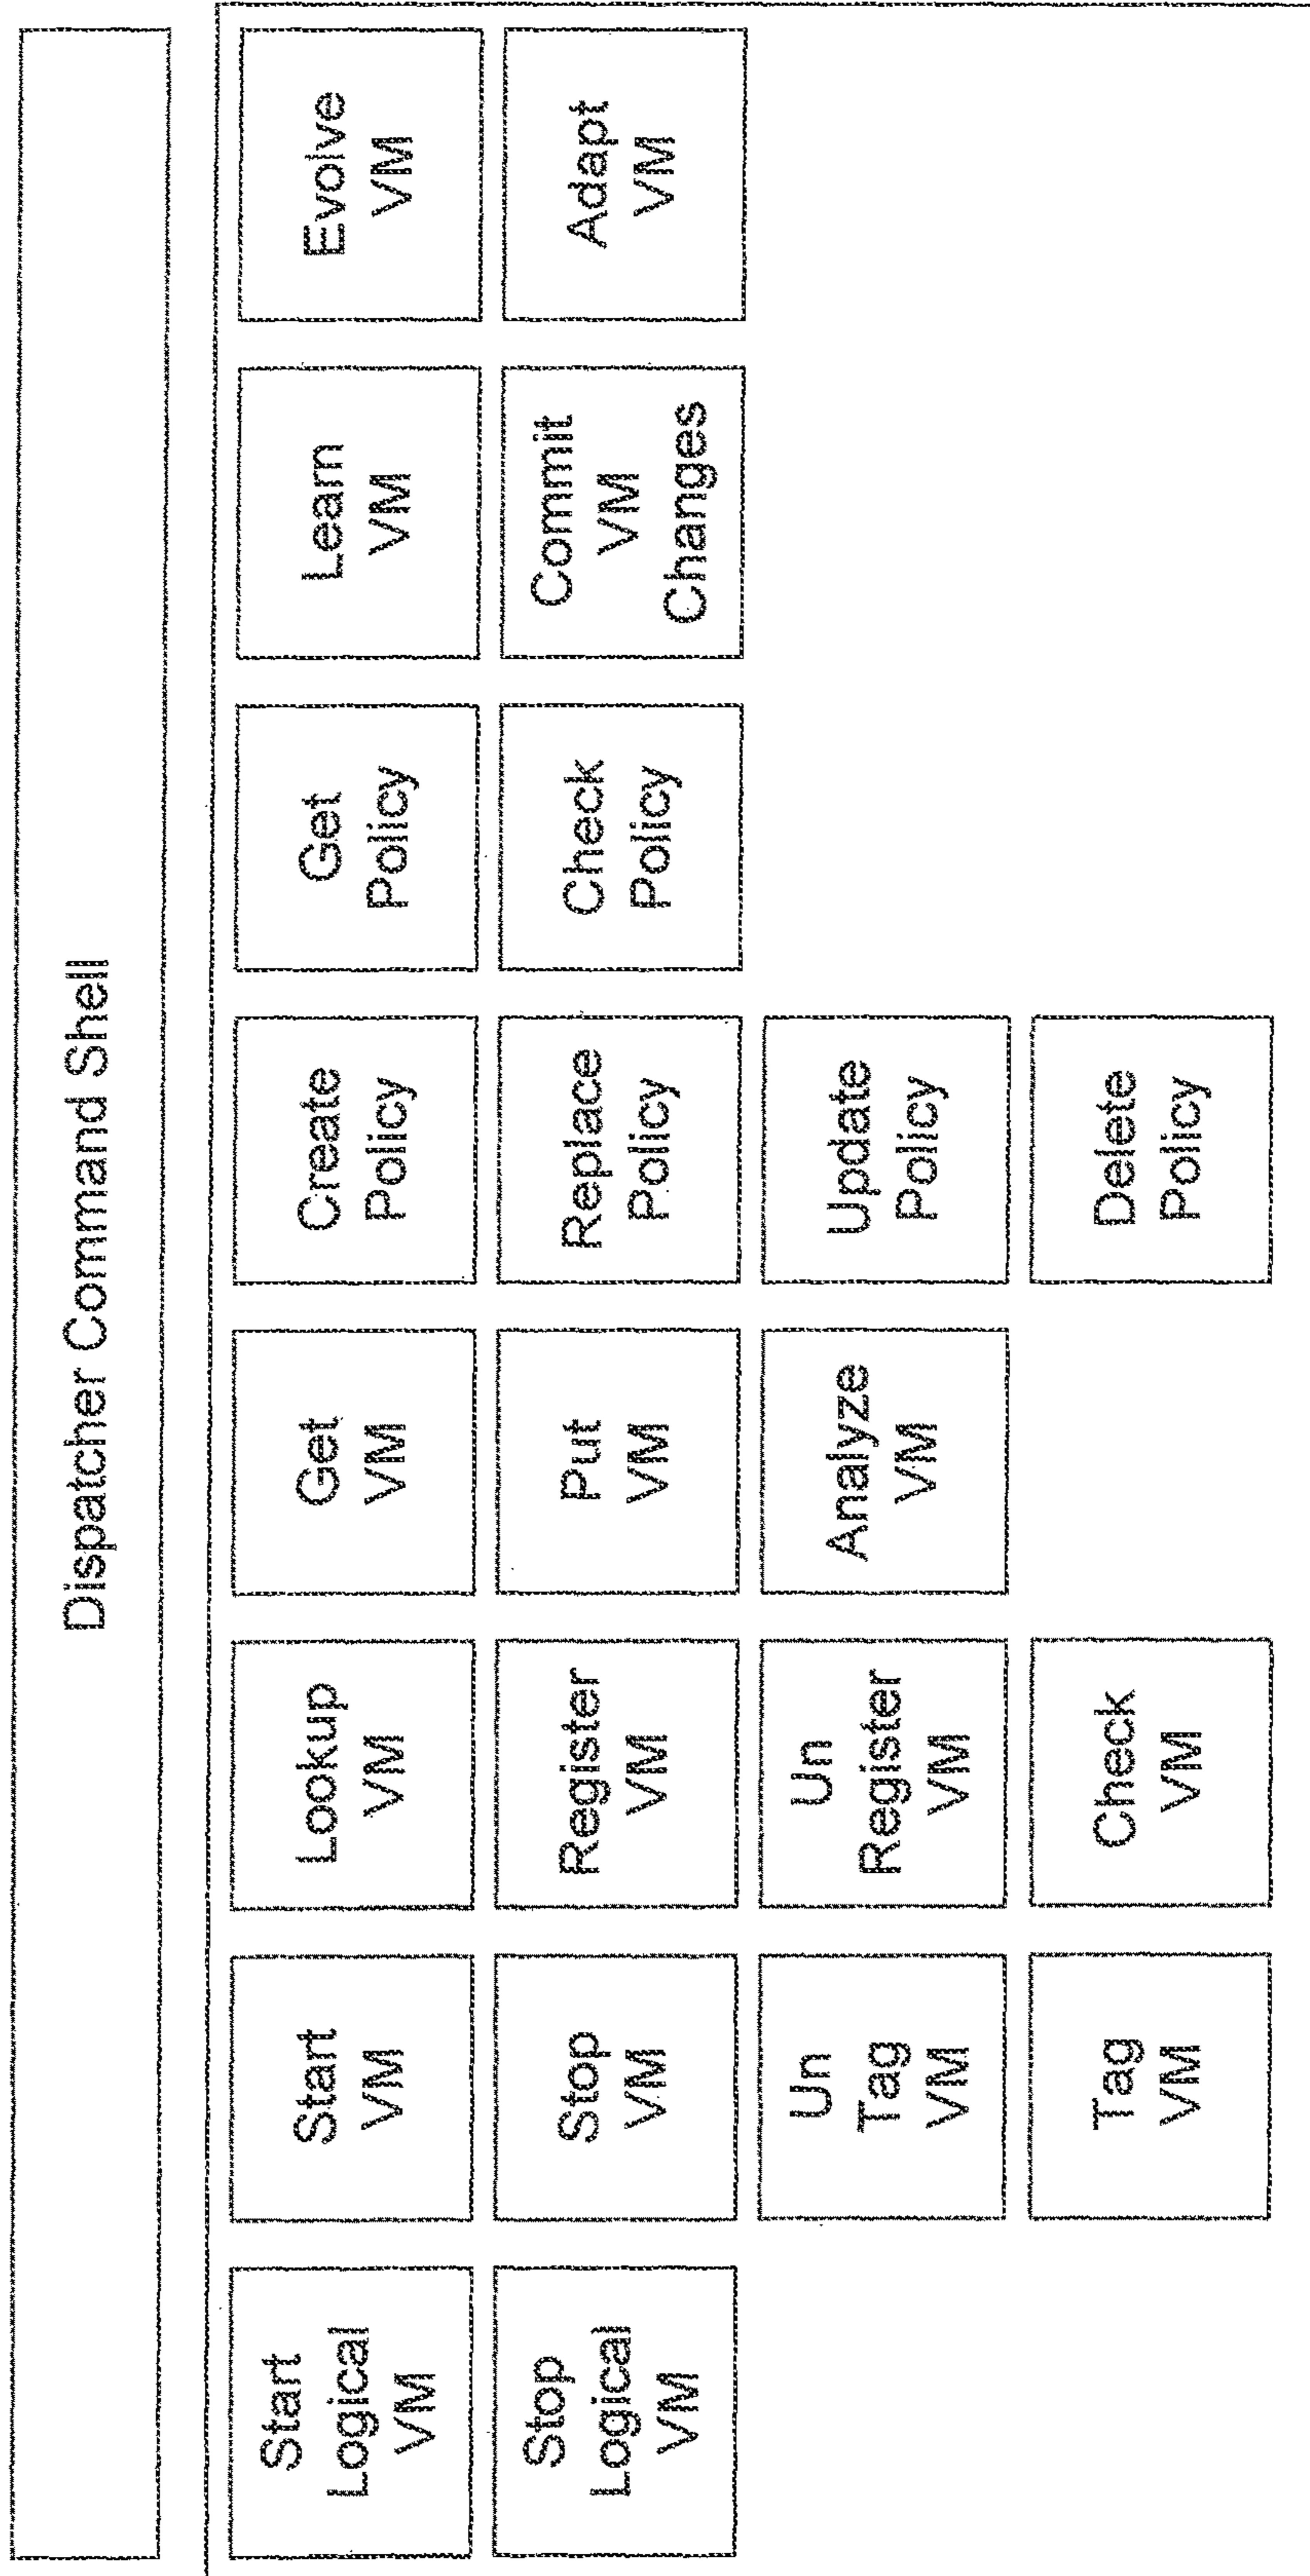 Dispatcher Command Shell
Start
Logical
VM
Start
VM
Lookup
VM
Get
VM
Create
Policy
Get
Policy
Learn
VM
Evolve
VM
Stop
Logical
VM
Stop
VM
Register
VM
Put
VM
Replace
Policy
Check
Policy
Commit
VM
Changes
Adapt
VM
Un
Tag
VM
Un
Register
VM
Analyze
VM
Update
Policy
Tag
VM
Check
VM
Delete
Policy